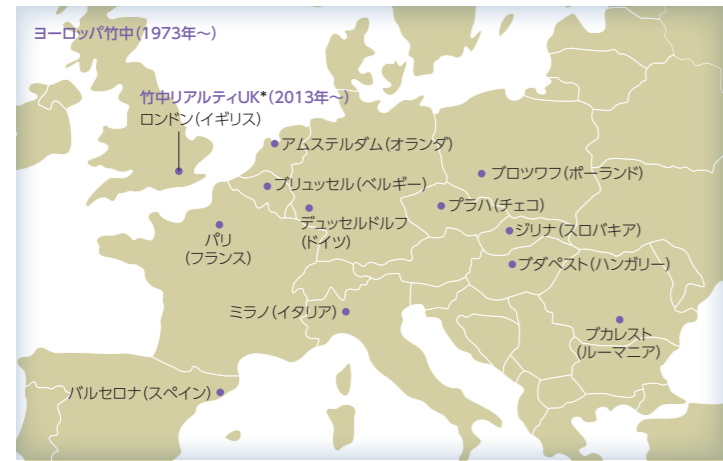 ヨーロッパ竹中（1973年～）
竹中リアルティUK*（2013年～）
ロンドン（イギリス）
アムステルダム（オランダ）
ブリュッセル（ベルギー）
デュッセルドルフ
（ドイツ）
パリ
（フランス）
ブロツワフ（ポーランド）
プラハ（チェコ）
ジリナ（スロバキア）
ブダペスト（ハンガリー）
ミラノ（イタリア）
ブカレスト
（ルーマニア）
バルセロナ（スペイン）